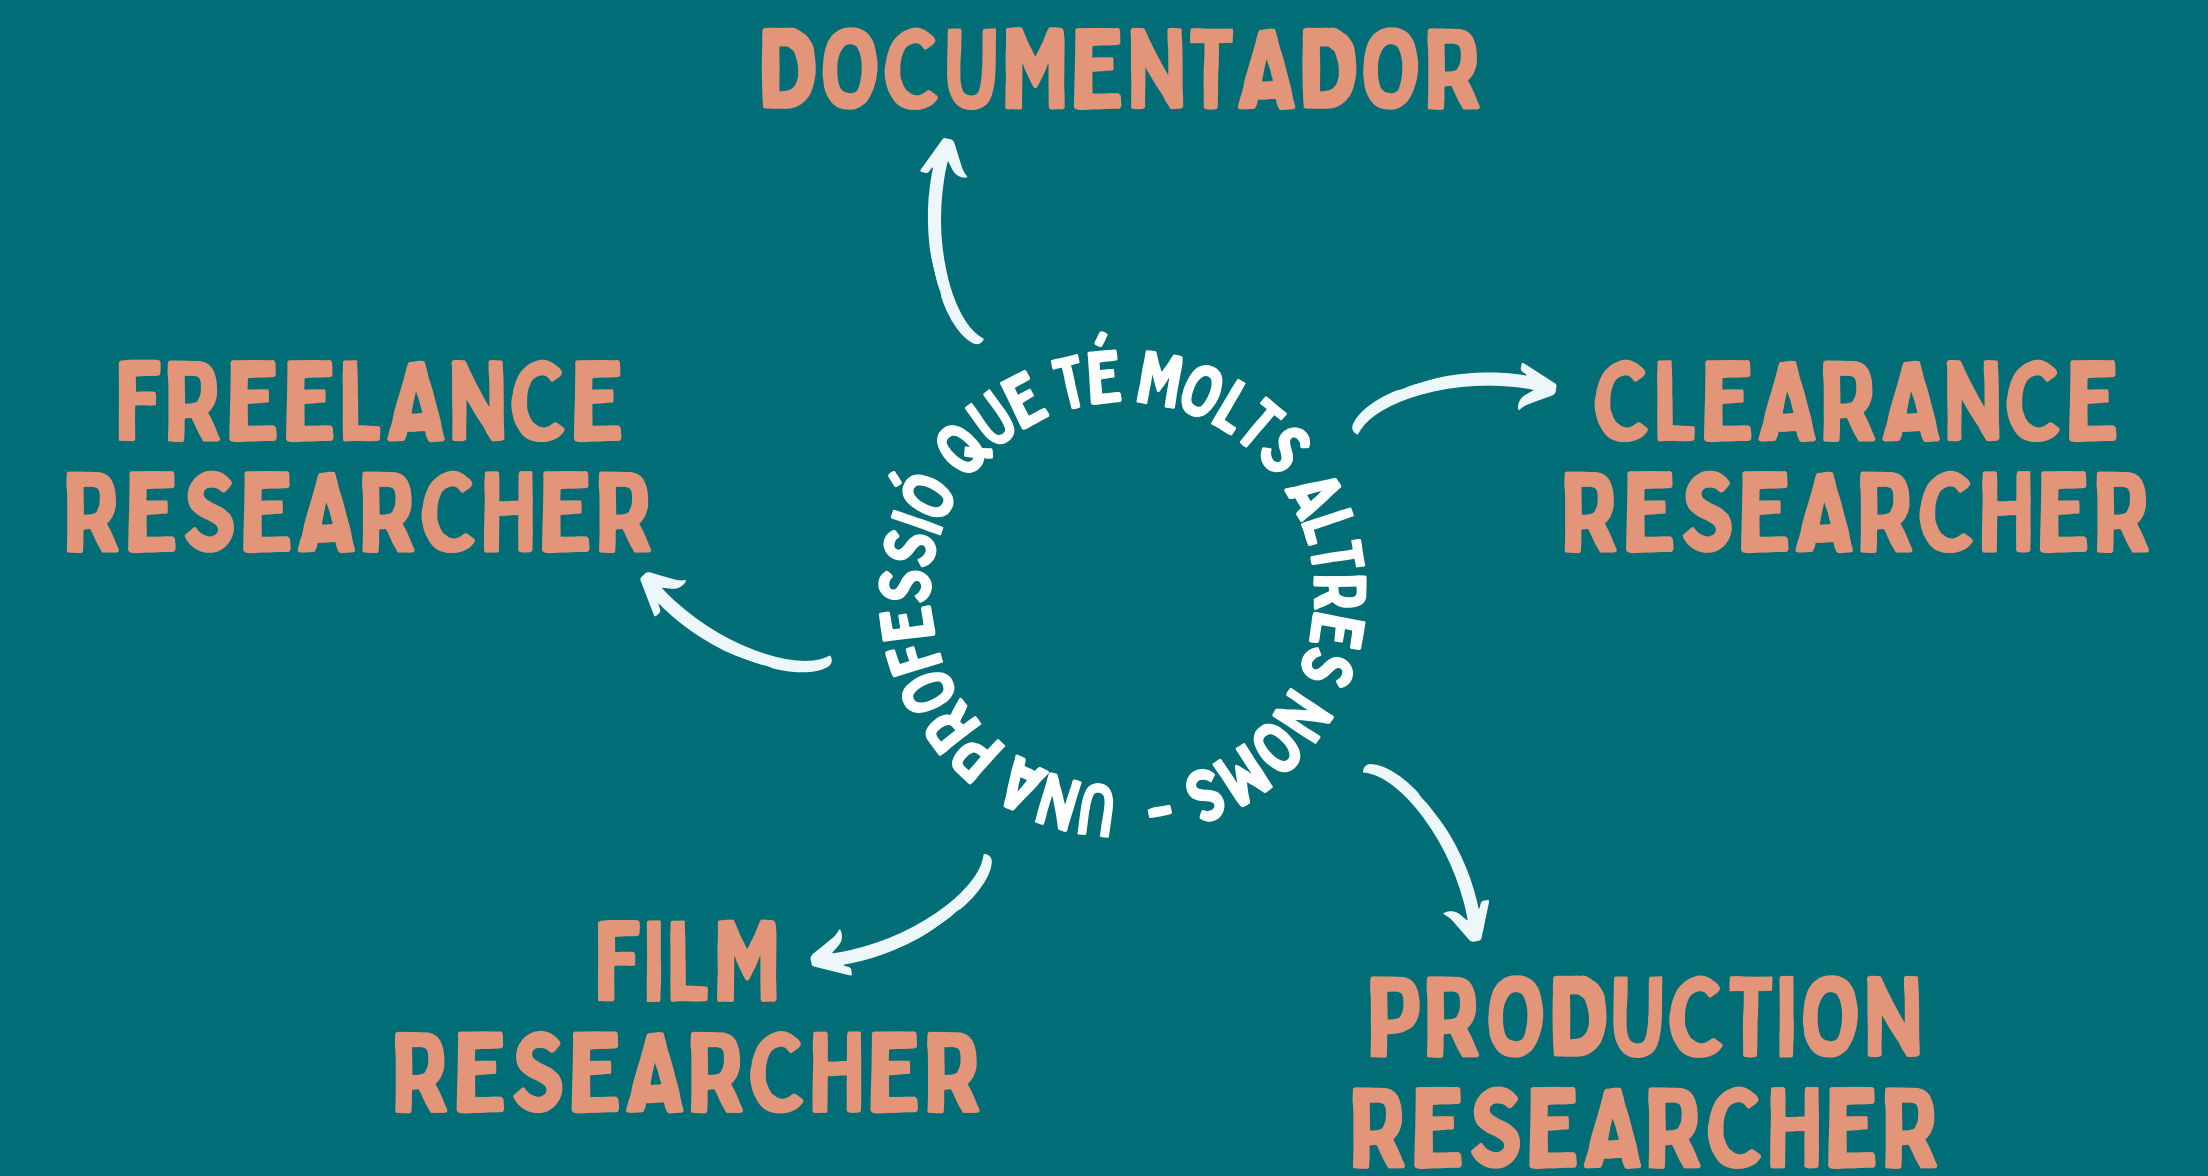 DOCUMENTADOR
FREELANCE
RESEARCHER
CLEARANCE
RESEARCHER
UNA PROFESSIÓ QUE TÉ MOLTS ALTRES NOMS -
FILM
RESEARCHER
PRODUCTION
RESEARCHER